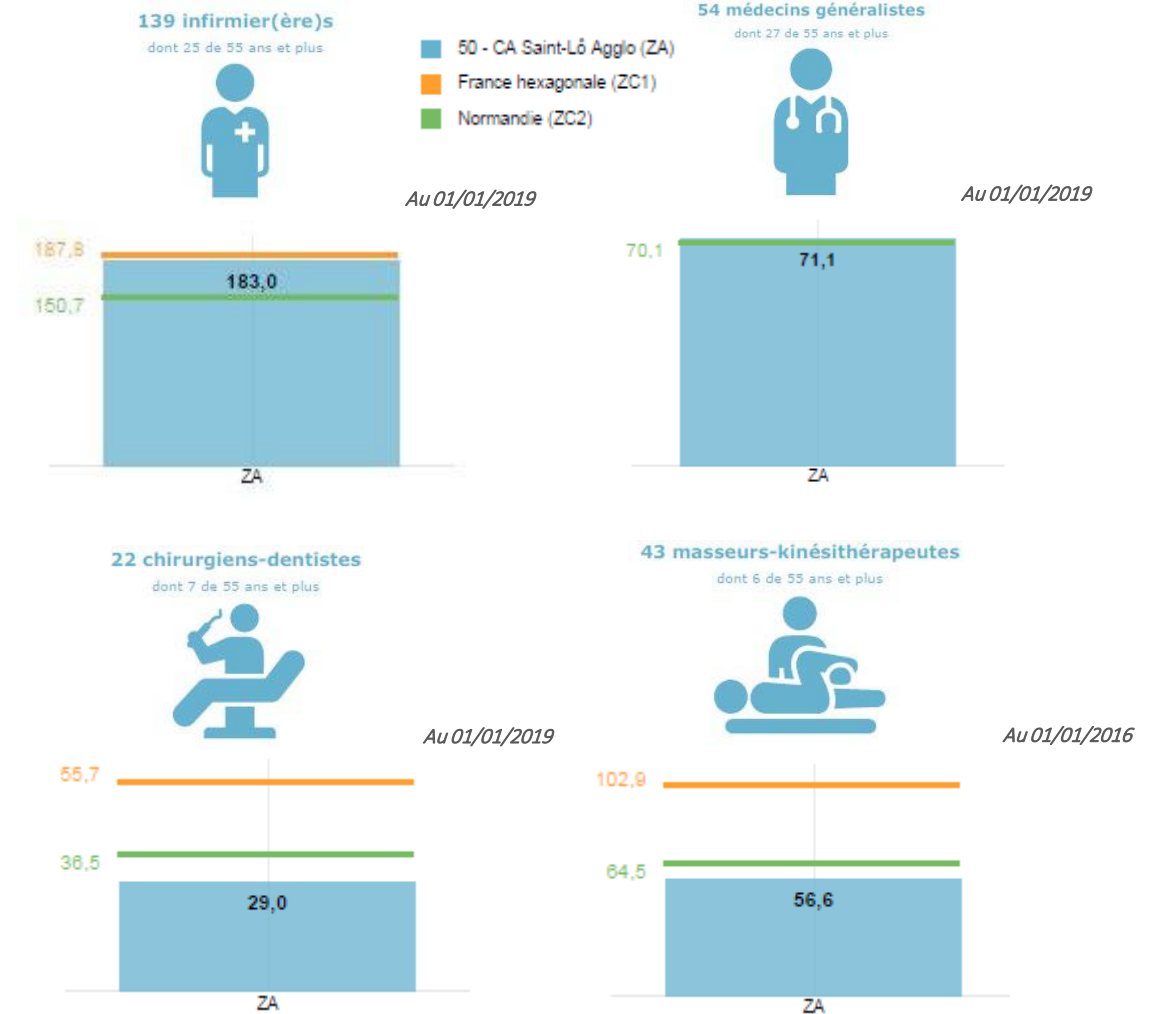 139 infirmier(ère)s
dont 25 de 55 ans et plus
50 - CA Saint-Lô Agglo (ZA)
France hexagonale (ZC1)
Normandie (ZC2)
54 médecins généralistes
dont 27 de 55 ans et plus
Au 01/01/2019
Au 01/01/2019
187,8
183,0
150,7
ZA
70,1
71,1
ZA
22 chirurgiens-dentistes
dont 7 de 55 ans et plus
43 masseurs-kinésithérapeutes
dont 6 de 55 ans et plus
Au 01/01/2019
Au 01/01/2016
55,7
36,5
29,0
ZA
102,9
64,5
56,6
ZA